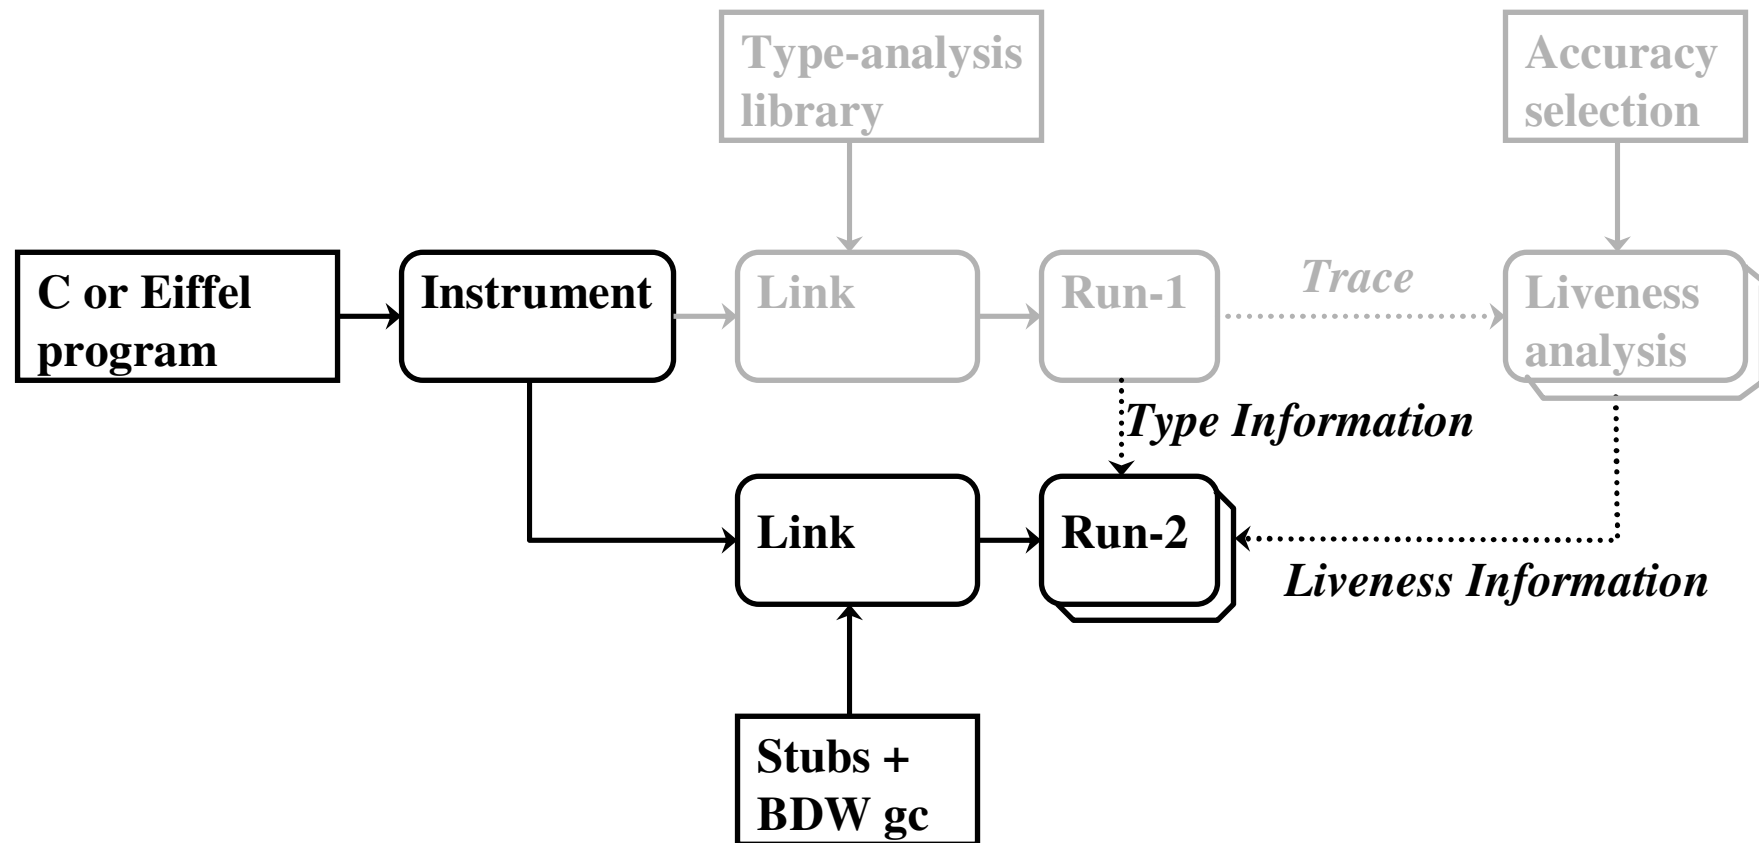 Type-analysis
library
Accuracy
selection
C or Eiffel
program
Instrument
Link
Run-1
Trace
Liveness
analysis
Type Information
Link
Run-2
Liveness Information
Stubs +
BDW gc